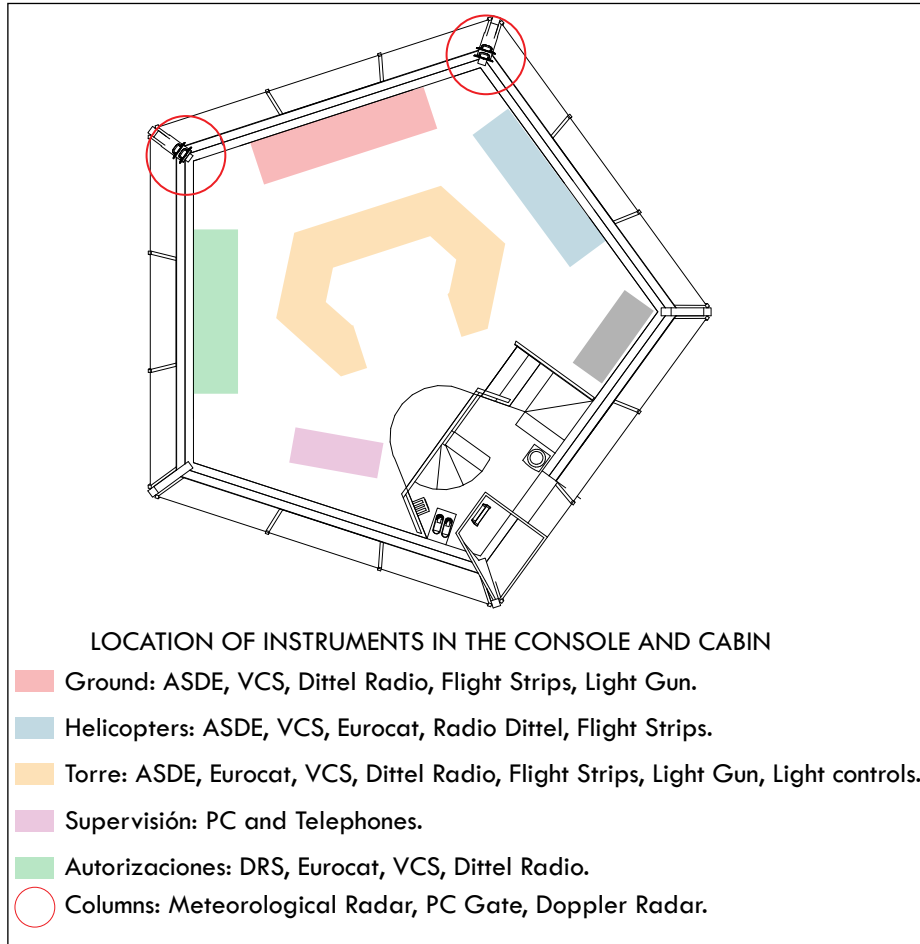 LOCATION OF INSTRUMENTS IN THE CONSOLE AND CABIN
Ground: ASDE, VCS, Dittel Radio, Flight Strips, Light Gun.
Helicopters: ASDE, VCS, Eurocat, Radio Dittel, Flight Strips.
Torre: ASDE, Eurocat, VCS, Dittel Radio, Flight Strips, Light Gun, Light controls.
Supervisión: PC and Telephones.
Autorizaciones: DRS, Eurocat, VCS, Dittel Radio.
Columns: Meteorological Radar, PC Gate, Doppler Radar.